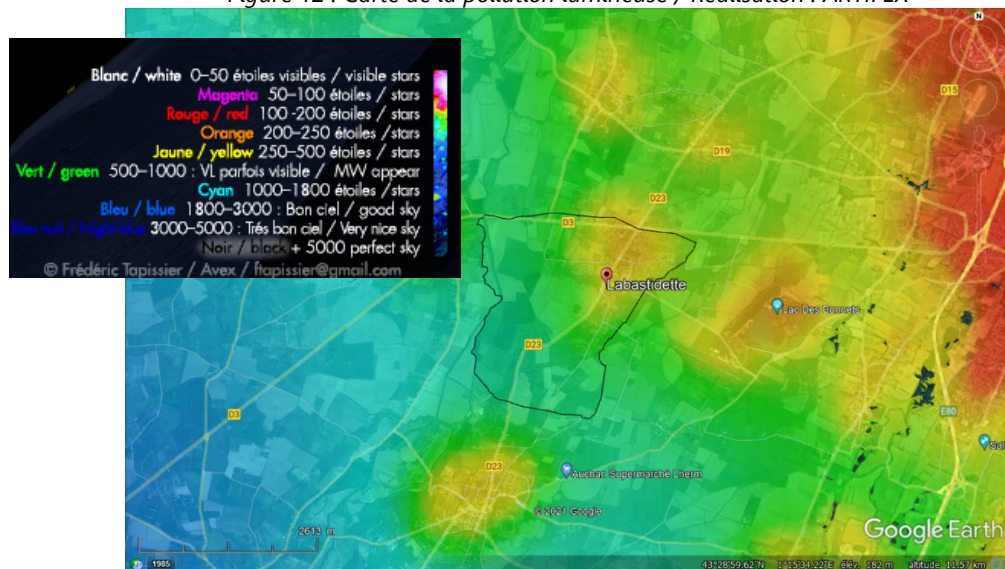 Figure 12 : Carte de la pollution lumineuse / Réalisation : ARTIFEX
Blanc / white 0–50 étoiles visibles / visible stars
Magenta 50–100 étoiles / stars
Rouge / red 100 -200 étoiles / stars
Orange 200–250 étoiles /stars
Jaune / yellow 250–500 étoiles / stars
Vert / green 500–1000 : VL parfois visible / MW appear
Cyan 1000–1800 étoiles /stars
Bleu / blue 1800–3000 : Bon ciel / good sky
Bleu nuit / Night blue 3000–5000 : Trés bon ciel / Very nice sky
Noir / black + 5000 perfect sky
© Frédéric Tapissier / Avex / ftapissier@gmail.com
N
D15
D19
D23
D3
Labastidette
Lac Des Bonnets
D23
D3
E80
Sal
D23
Auchan Supermarché Lherm
© 2021 Google
Google Earth
2613 m
1985
43°28'59.62"N 1°15'34.22"E élév. 182 m altitude 11.57 km